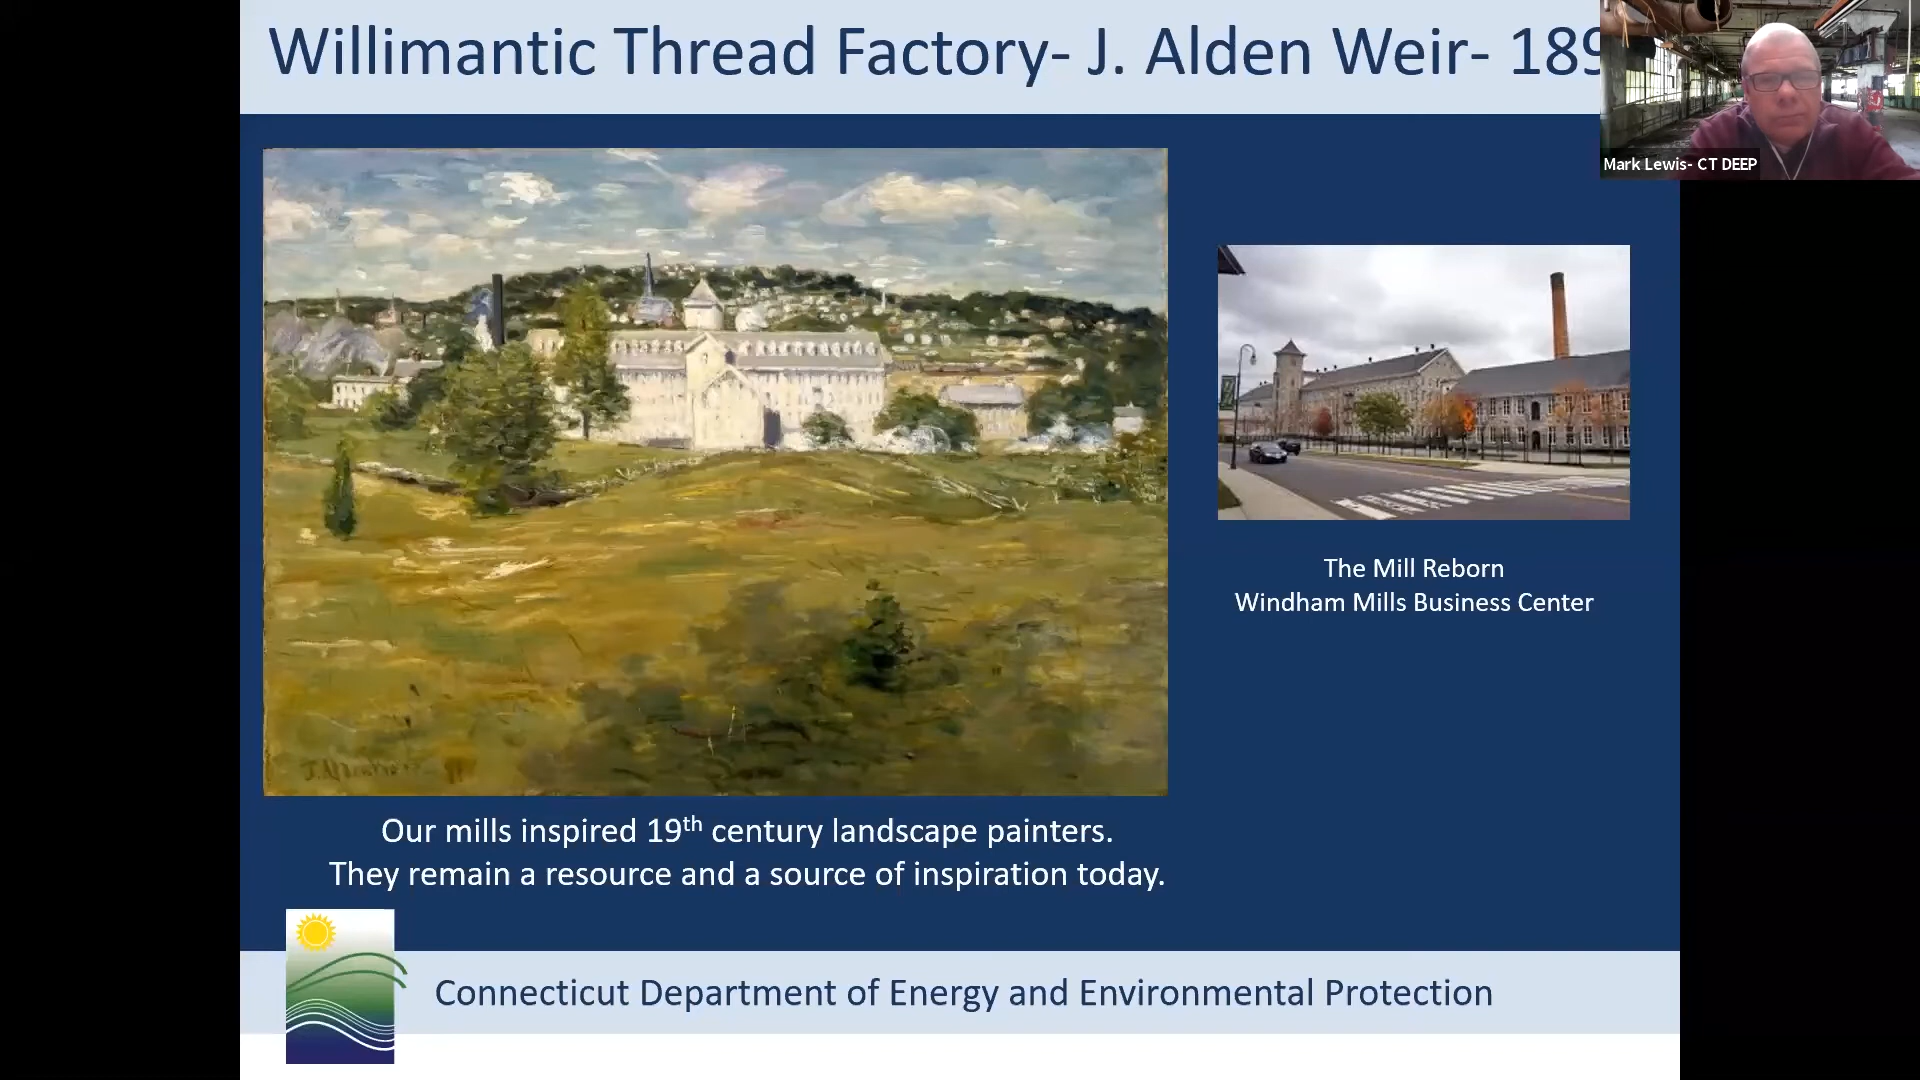 Willimantic Thread Factory- J. Alden Weir- 189
Mark Lewis- CT DEEP
The Mill Reborn
Windham Mills Business Center
Our mills inspired 19th century landscape painters.
They remain a resource and a source of inspiration today.
Connecticut Department of Energy and Environmental Protection